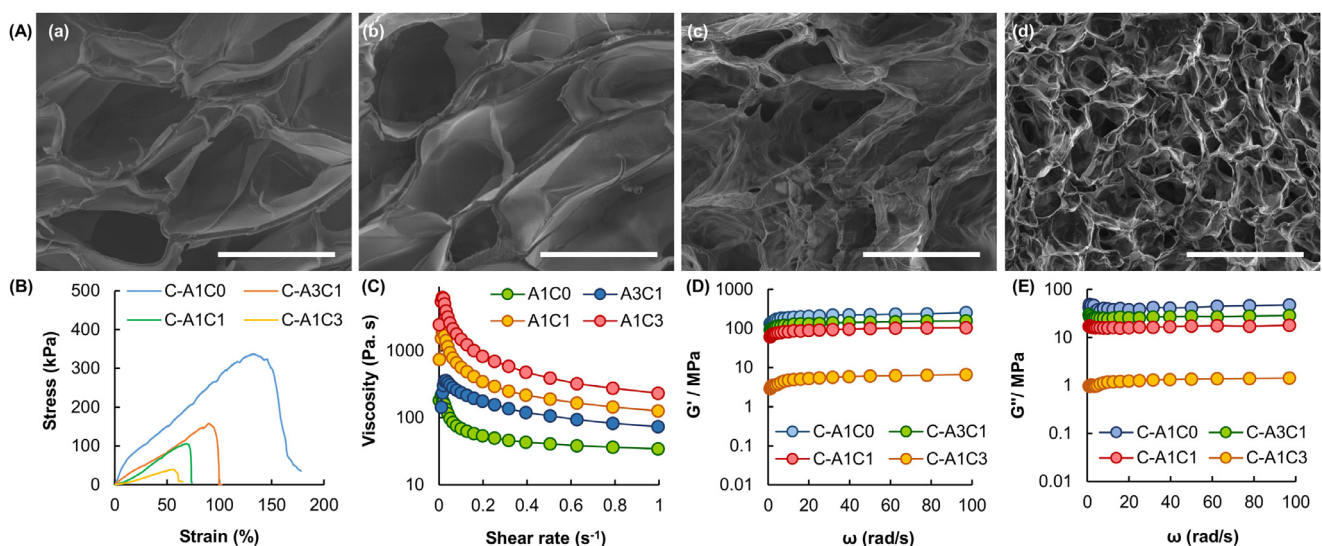 (A)
(a)
(b)
(c)
(d)
(B)
500
400
300
200
100
0
0 50 100 150 200
Stress (kPa)
Strain (%)
C-A1C0 C-A3C1
C-A1C1 C-A1C3
(C)
1000
100
10
0 0.2 0.4 0.6 0.8 1
Viscosity (Pa. s)
Shear rate (s⁻¹)
A1C0 A3C1
A1C1 A1C3
(D)
1000
100
10
1
0.1
0.01
0 20 40 60 80 100
G' / MPa
ω (rad/s)
C-A1C0 C-A3C1
C-A1C1 C-A1C3
(E)
100
10
1
0.1
0.01
0 20 40 60 80 100
G''/ MPa
ω (rad/s)
C-A1C0 C-A3C1
C-A1C1 C-A1C3